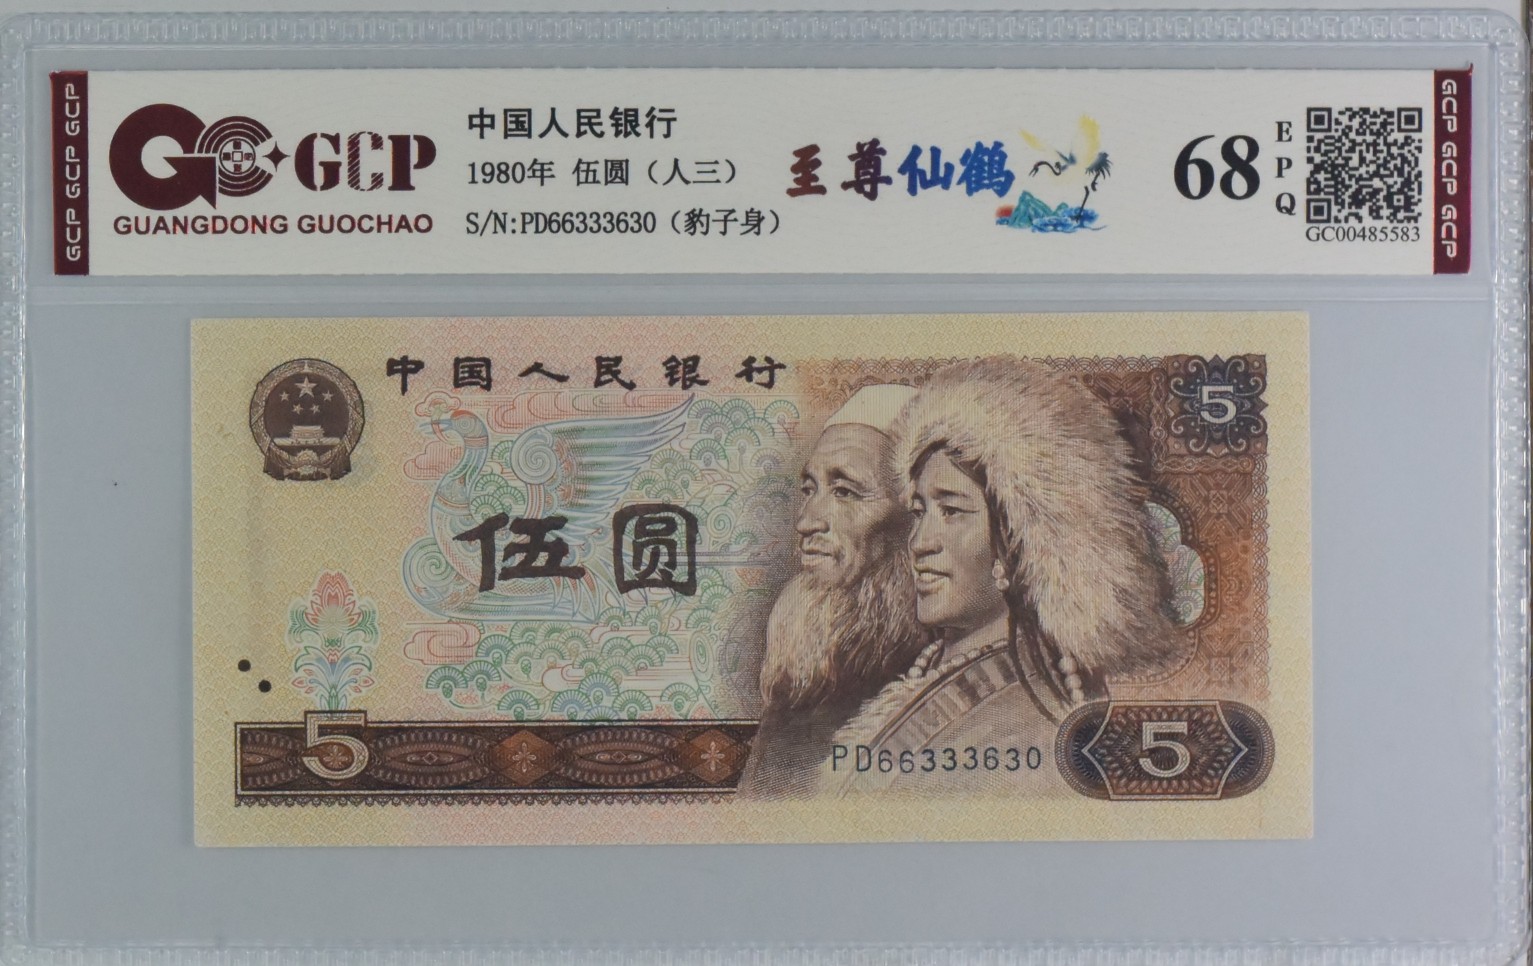 GCP GCP GCP
GCP
GUANGDONG GUOCHAO
中国人民银行
1980年 伍圆（人三）
S/N:PD66333630（豹子身）
至尊仙鹤
68
EPQ
GC00485583
GCP GCP GCP
中国人民银行
5
伍圆
5
PD66333630
5